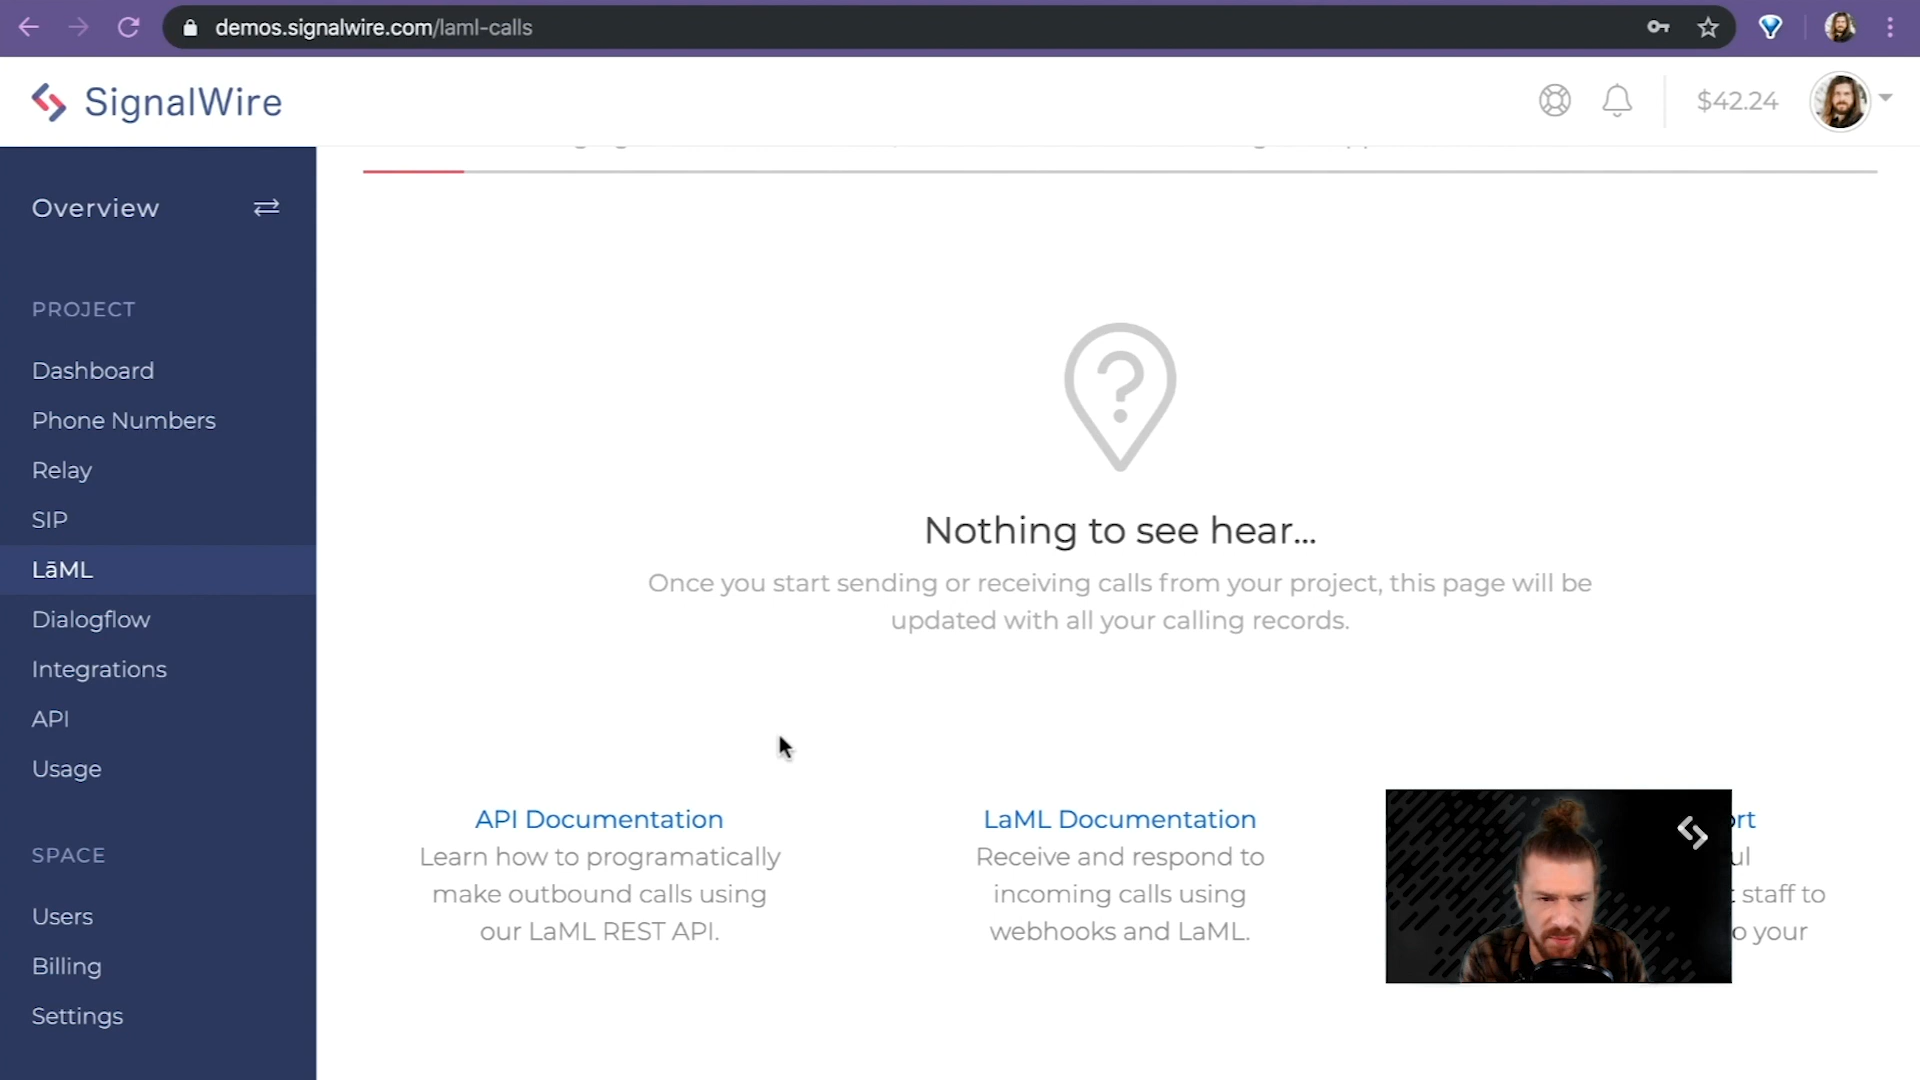 demos.signalwire.com/laml-calls
SignalWire
$42.24
Overview
PROJECT
Dashboard
Phone Numbers
Relay
SIP
LāML
Dialogflow
Integrations
API
Usage
SPACE
Users
Billing
Settings
Nothing to see hear...
Once you start sending or receiving calls from your project, this page will be
updated with all your calling records.
API Documentation
Learn how to programatically
make outbound calls using
our LaML REST API.
LaML Documentation
Receive and respond to
incoming calls using
webhooks and LaML.
staff to
your